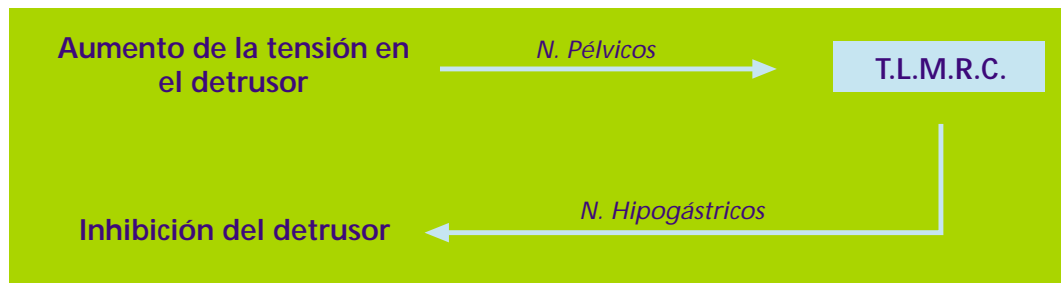 Aumento de la tensión en
el detrusor
N. Pélvicos
T.L.M.R.C.
N. Hipogástricos
Inhibición del detrusor